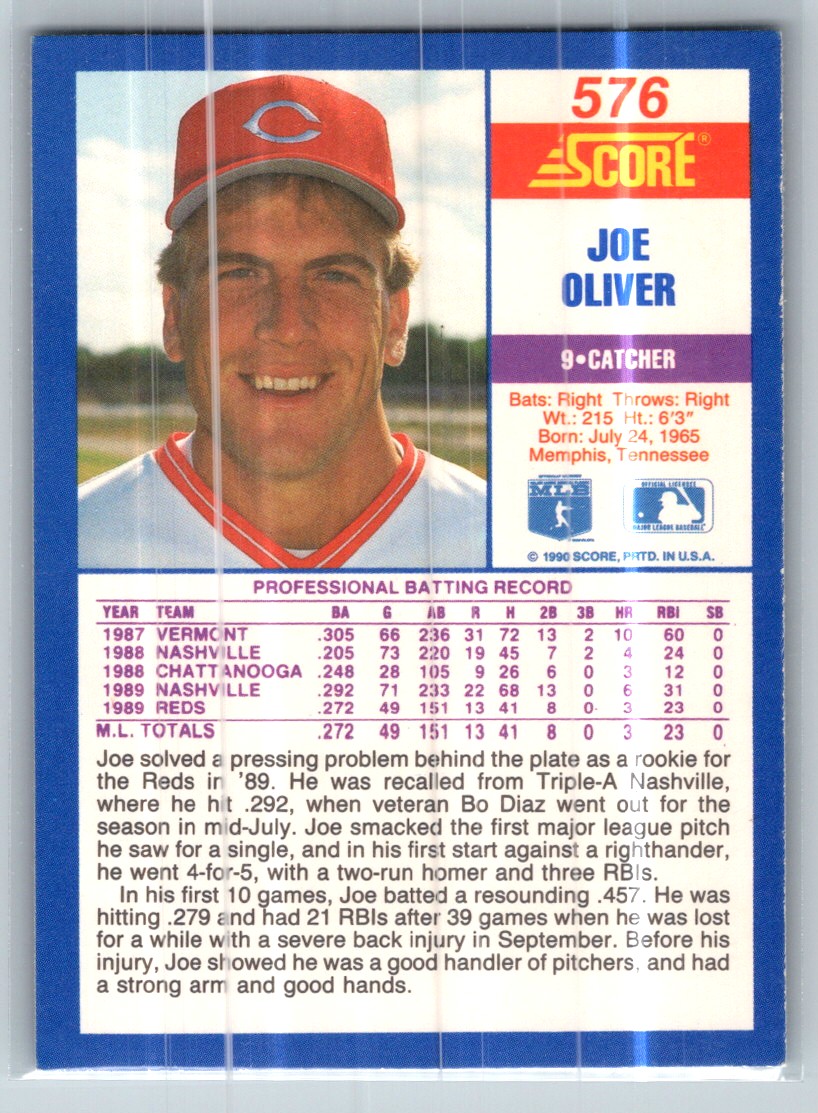 576
SCORE®
JOE
OLIVER
9•CATCHER
Bats: Right Throws: Right
Wt.: 215 Ht.: 6'3"
Born: July 24, 1965
Memphis, Tennessee
MLB
OFFICIAL LICENSEE
MAJOR LEAGUE BASEBALL
© 1990 SCORE, PRTD. IN U.S.A.
PROFESSIONAL BATTING RECORD
YEAR TEAM BA G AB R H 2B 3B HR RBI SB
1987 VERMONT .305 66 236 31 72 13 2 10 60 0
1988 NASHVILLE .205 73 220 19 45 7 2 4 24 0
1988 CHATTANOOGA .248 28 105 9 26 6 0 3 12 0
1989 NASHVILLE .292 71 233 22 68 13 0 6 31 0
1989 REDS .272 49 151 13 41 8 0 3 23 0
M.L. TOTALS .272 49 151 13 41 8 0 3 23 0
Joe solved a pressing problem behind the plate as a rookie for
the Reds in '89. He was recalled from Triple-A Nashville,
where he hit .292, when veteran Bo Diaz went out for the
season in mid-July. Joe smacked the first major league pitch
he saw for a single, and in his first start against a righthander,
he went 4-for-5, with a two-run homer and three RBIs.
In his first 10 games, Joe batted a resounding .457. He was
hitting .279 and had 21 RBIs after 39 games when he was lost
for a while with a severe back injury in September. Before his
injury, Joe showed he was a good handler of pitchers, and had
a strong arm and good hands.